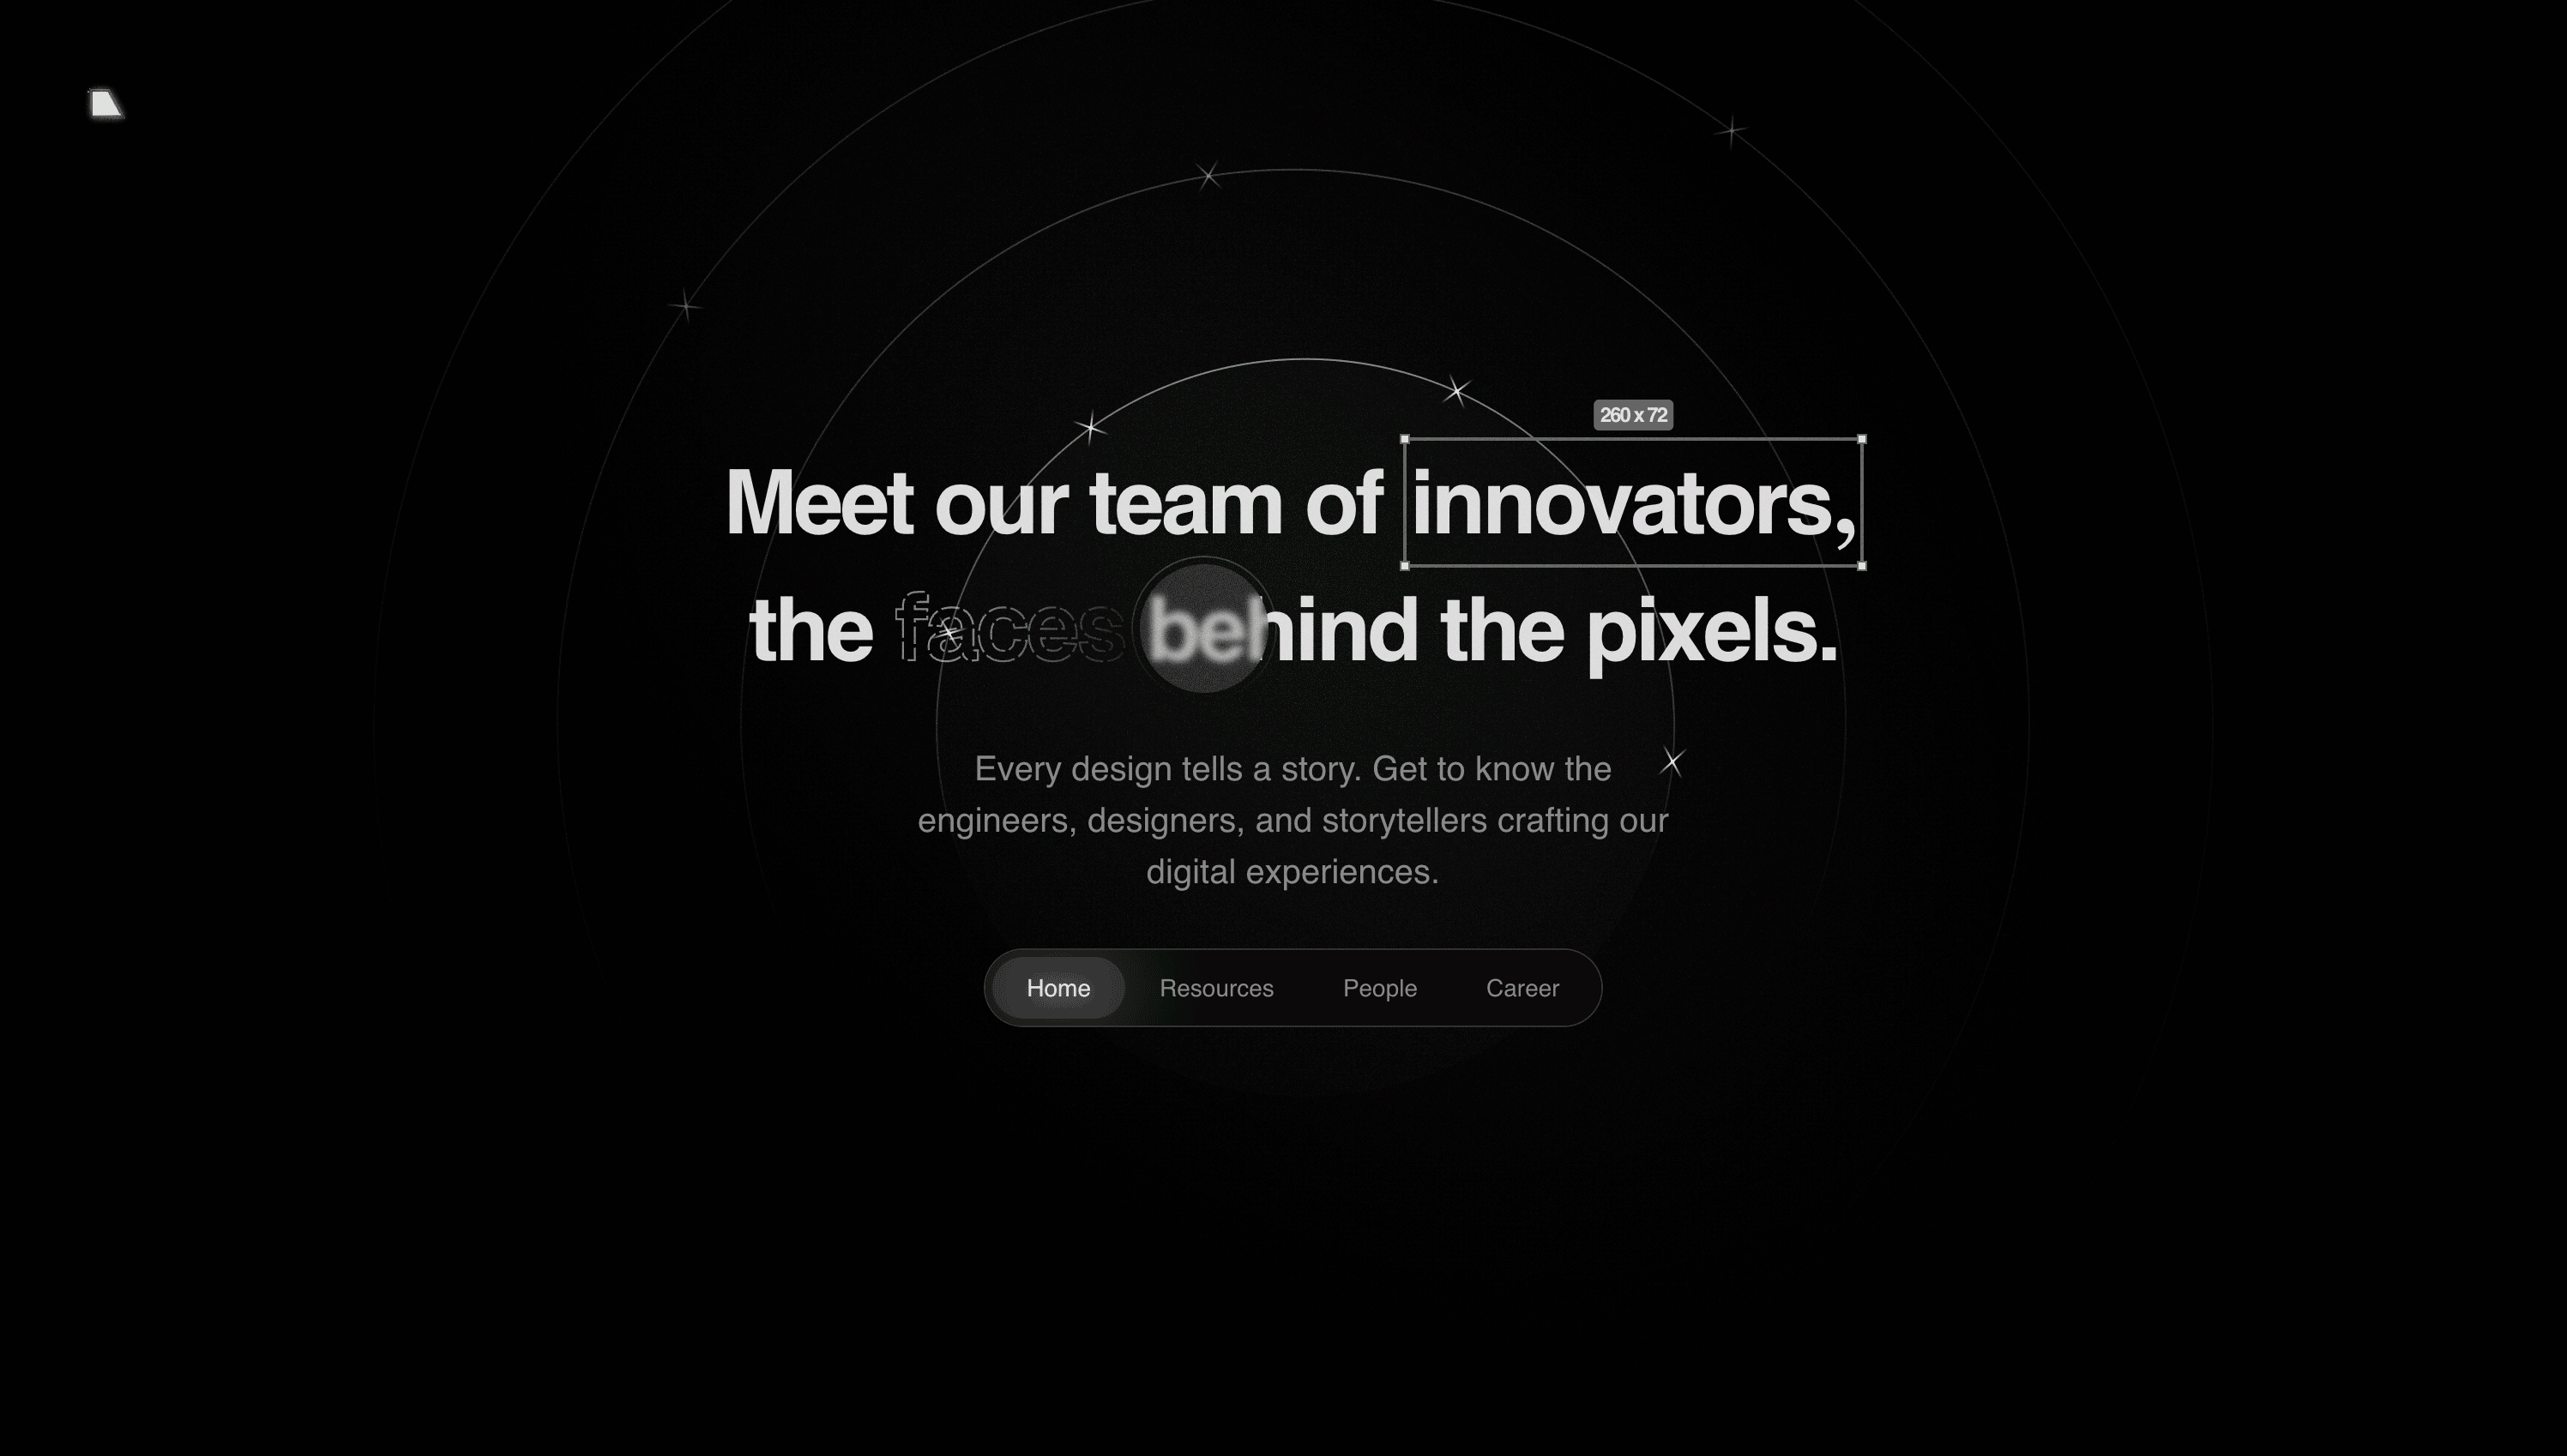 260 x 72
Meet our team of innovators,
the faces behind the pixels.
Every design tells a story. Get to know the
engineers, designers, and storytellers crafting our
digital experiences.
Home Resources People Career